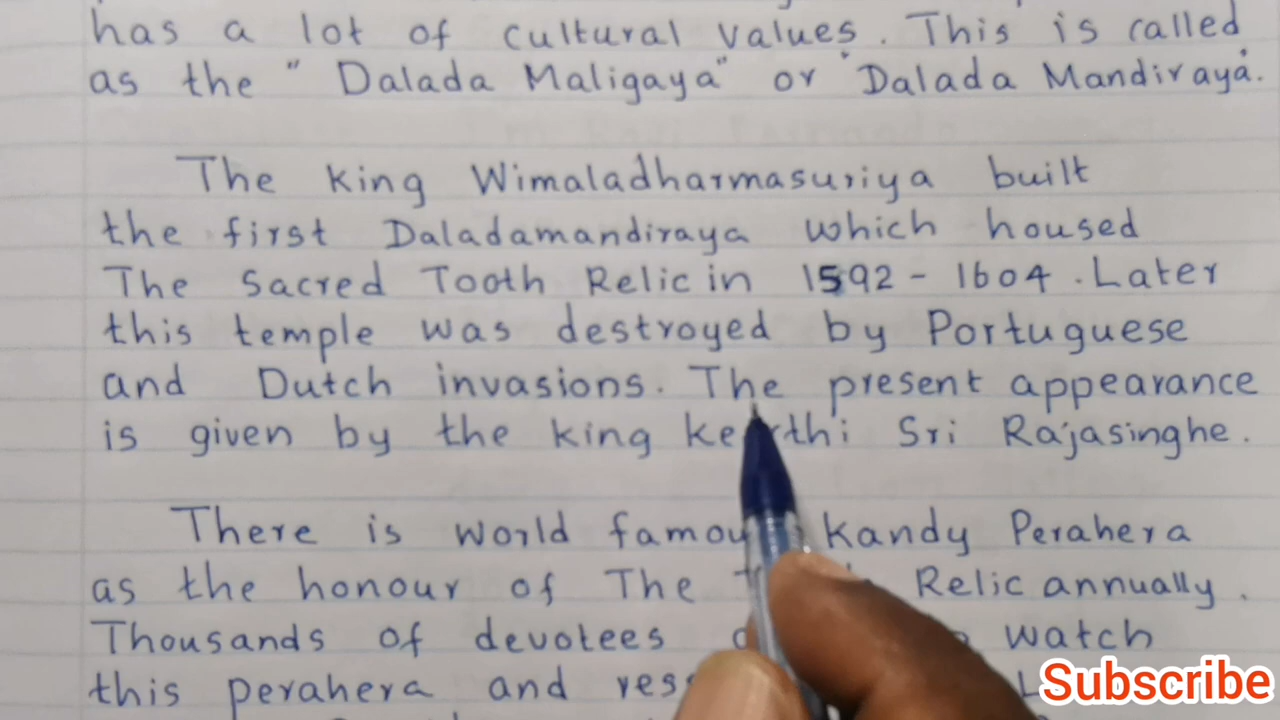 has a lot of cultural values. This is called
as the "Dalada Maligaya" or "Dalada Mandiraya".
The king Wimaladharmasuriya built
the first Daladamandiraya which housed
The Sacred Tooth Relic in 1592 - 1604. Later
this temple was destroyed by Portuguese
and Dutch invasions. The present appearance
is given by the king Keerthi Sri Rajasinghe.
There is world famous Kandy Perahera
as the honour of The Relic annually.
Thousands of devotees watch
this perahera and
Subscribe